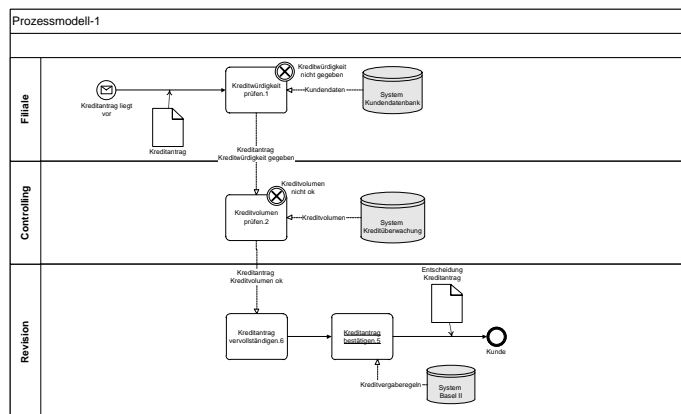 Prozessmodell-1
Filiale
Kreditantrag liegt
vor
Kreditantrag
Kreditwürdigkeit
prüfen.1
Kreditwürdigkeit
nicht gegeben
Kundendaten
System
Kundendatenbank
Kreditantrag
Kreditwürdigkeit gegeben
Controlling
Kreditvolumen
prüfen.2
Kreditvolumen
nicht ok
Kreditvolumen
System
Kreditüberwachung
Kreditantrag
Kreditvolumen ok
Revision
Kreditantrag
vervollständigen.6
Kreditantrag
bestätigen.5
Entscheidung
Kreditantrag
Kunde
Kreditvergaberegeln
System
Basel II